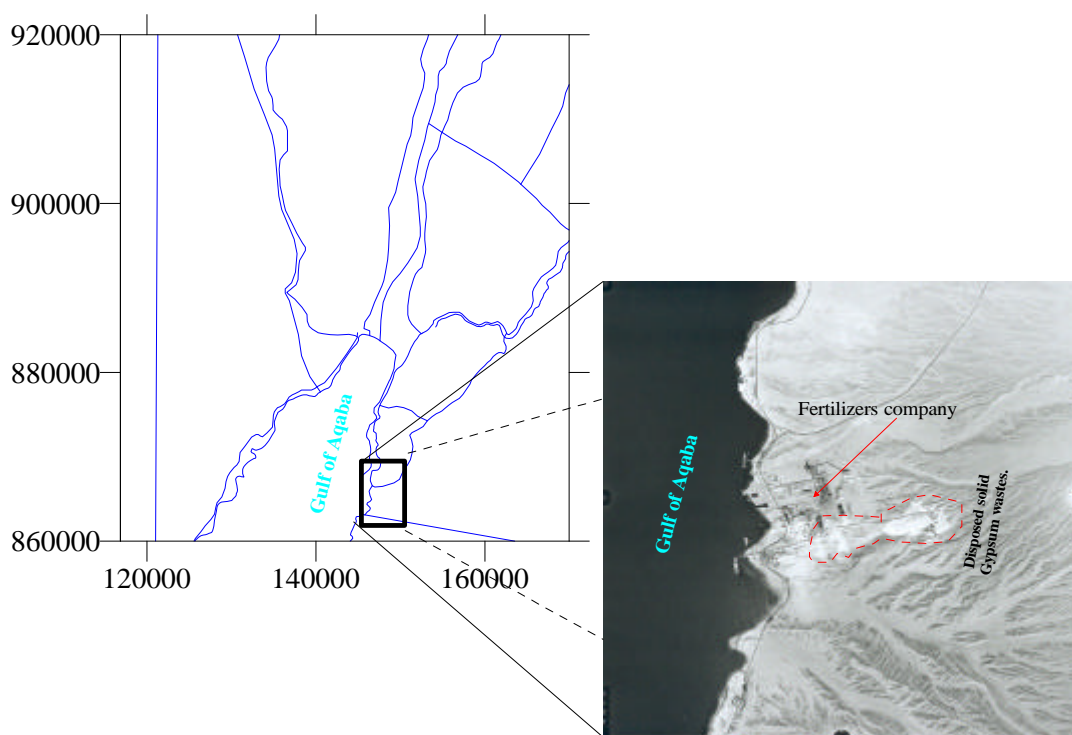 920000
900000
880000
860000
120000
140000
160000
Gulf of Aqaba
Gulf of Aqaba
Fertilizers company
Disposed solid
Gypsum wastes.